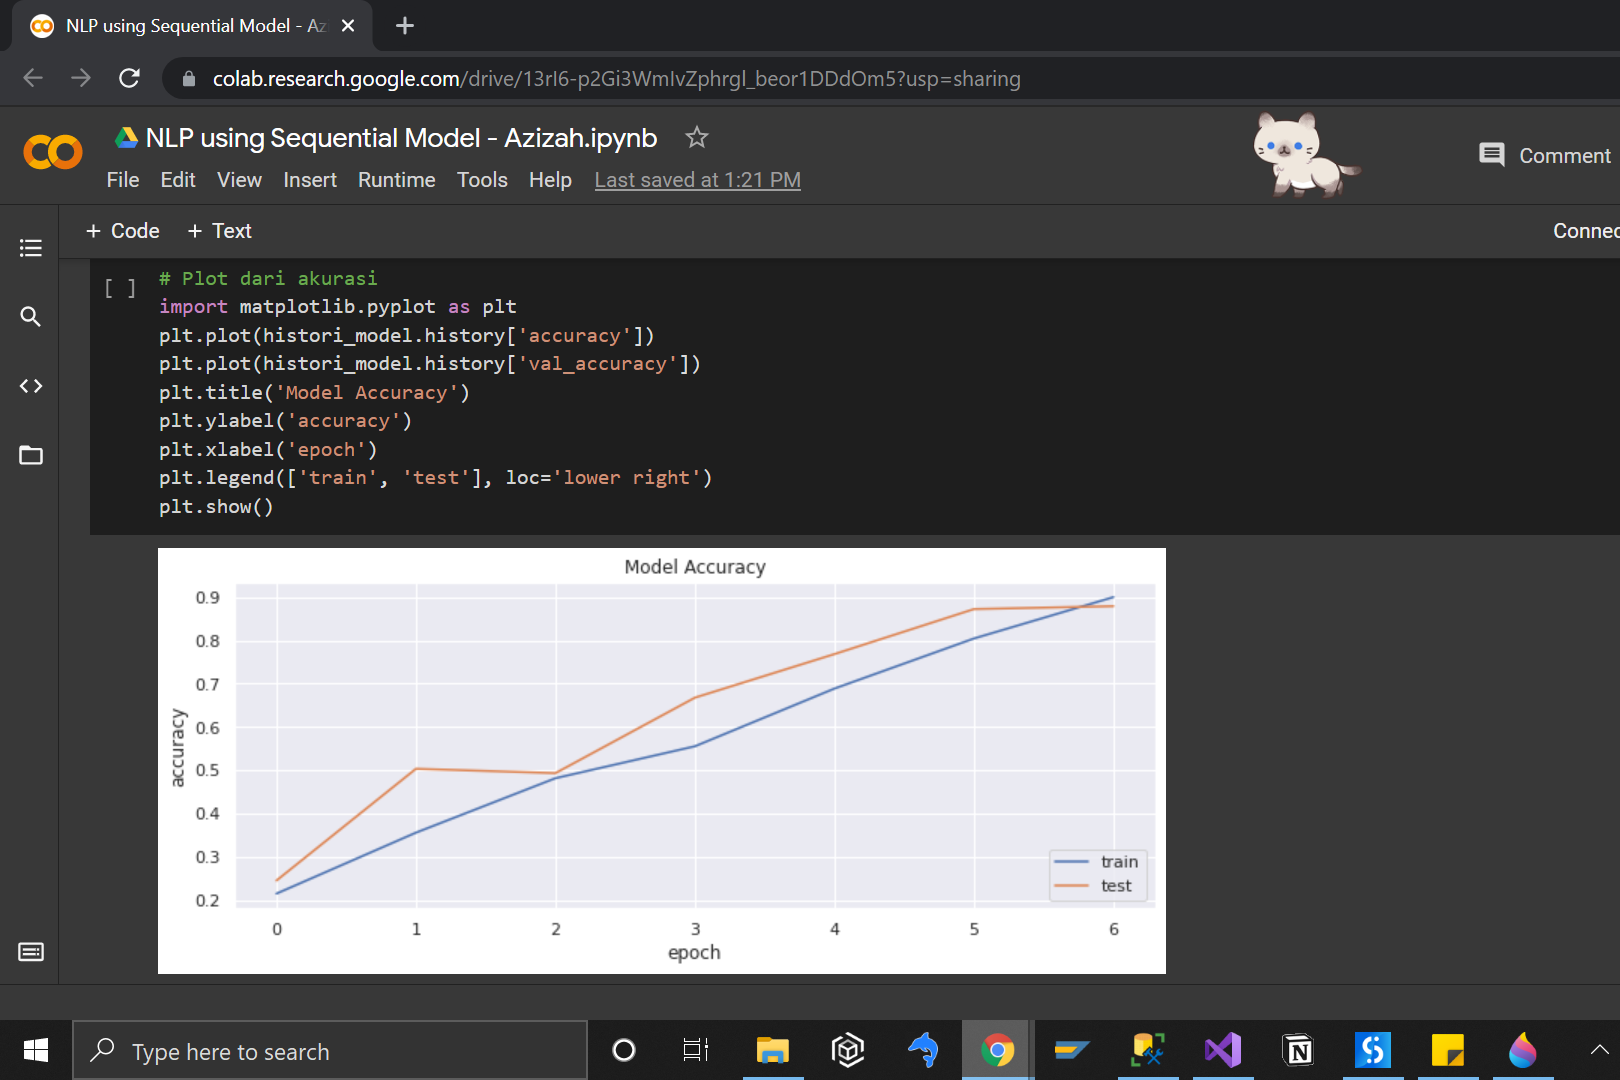 NLP using Sequential Model - Az
colab.research.google.com/drive/13rI6-p2Gi3WmIvZphrgl_beor1DDdOm5?usp=sharing
NLP using Sequential Model - Azizah.ipynb
Comment
File Edit View Insert Runtime Tools Help Last saved at 1:21 PM
+ Code + Text
Connec
[ ]
# Plot dari akurasi
import matplotlib.pyplot as plt
plt.plot(histori_model.history['accuracy'])
plt.plot(histori_model.history['val_accuracy'])
plt.title('Model Accuracy')
plt.ylabel('accuracy')
plt.xlabel('epoch')
plt.legend(['train', 'test'], loc='lower right')
plt.show()
Model Accuracy
accuracy
0.9
0.8
0.7
0.6
0.5
0.4
0.3
0.2
train
test
0 1 2 3 4 5 6
epoch
Type here to search